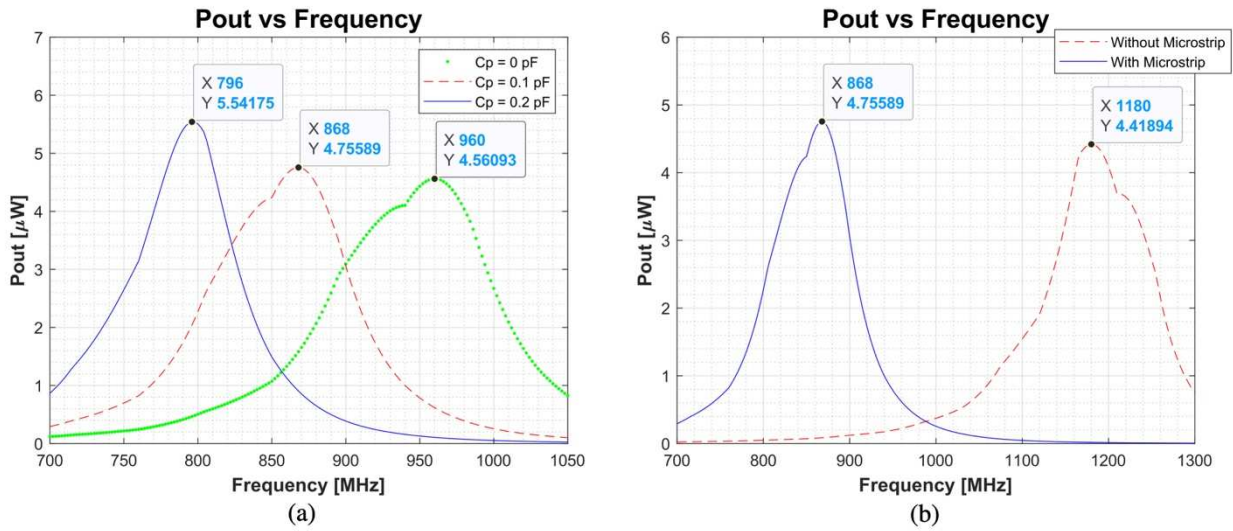 Pout vs Frequency
7
6
5
4
3
2
1
0
Pout [μW]
700
750
800
850
900
950
1000
1050
Frequency [MHz]
Cp = 0 pF
Cp = 0.1 pF
Cp = 0.2 pF
X 796
Y 5.54175
X 868
Y 4.75589
X 960
Y 4.56093
(a)
Pout vs Frequency
6
5
4
3
2
1
0
Pout [μW]
700
800
900
1000
1100
1200
1300
Frequency [MHz]
Without Microstrip
With Microstrip
X 868
Y 4.75589
X 1180
Y 4.41894
(b)